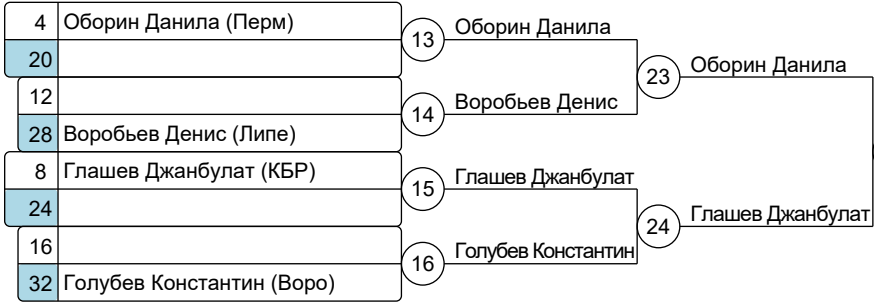 4 Оборин Данила (Перм)
20
12
28 Воробьев Денис (Липе)
8 Глашев Джанбулат (КБР)
24
16
32 Голубев Константин (Воро)
13 Оборин Данила
14 Воробьев Денис
15 Глашев Джанбулат
16 Голубев Константин
23 Оборин Данила
24 Глашев Джанбулат